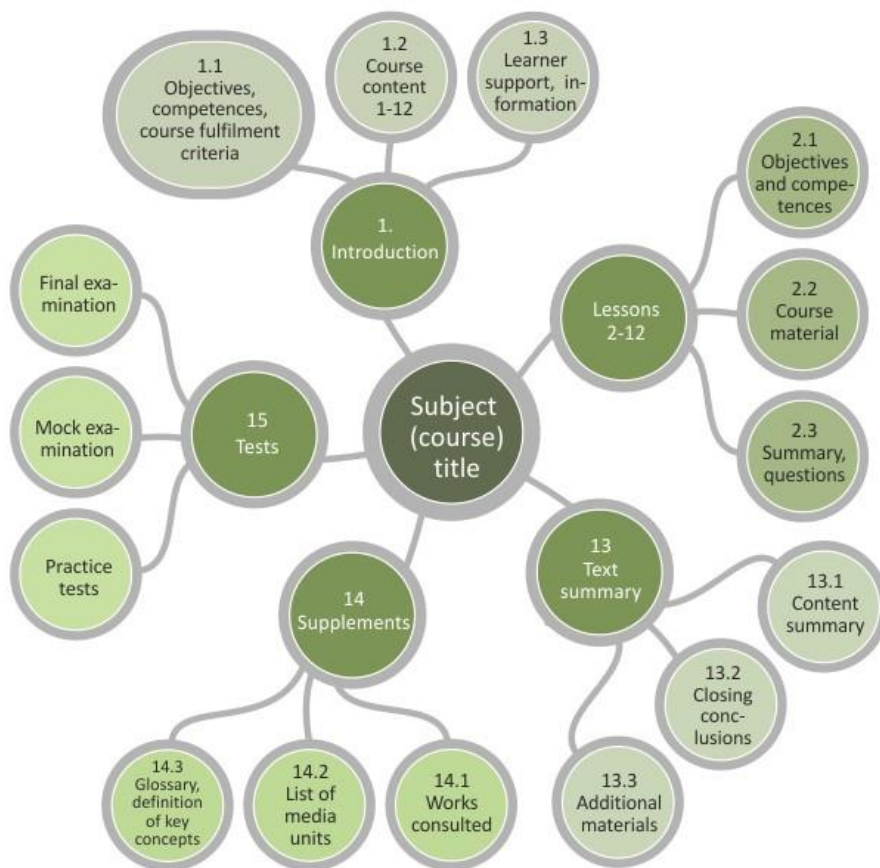 1.1
Objectives,
competences,
course fulfilment
criteria
1.2
Course
content
1-12
1.3
Learner
support, in-
formation
1.
Introduction
2.1
Objectives
and compe-
tences
Lessons
2-12
2.2
Course
material
2.3
Summary,
questions
Final exa-
mination
Mock exa-
mination
Practice
tests
15
Tests
Subject
(course)
title
13
Text
summary
13.1
Content
summary
13.2
Closing
conc-
lusions
13.3
Additional
materials
14
Supplements
14.3
Glossary,
definition
of key
concepts
14.2
List of
media
units
14.1
Works
consulted